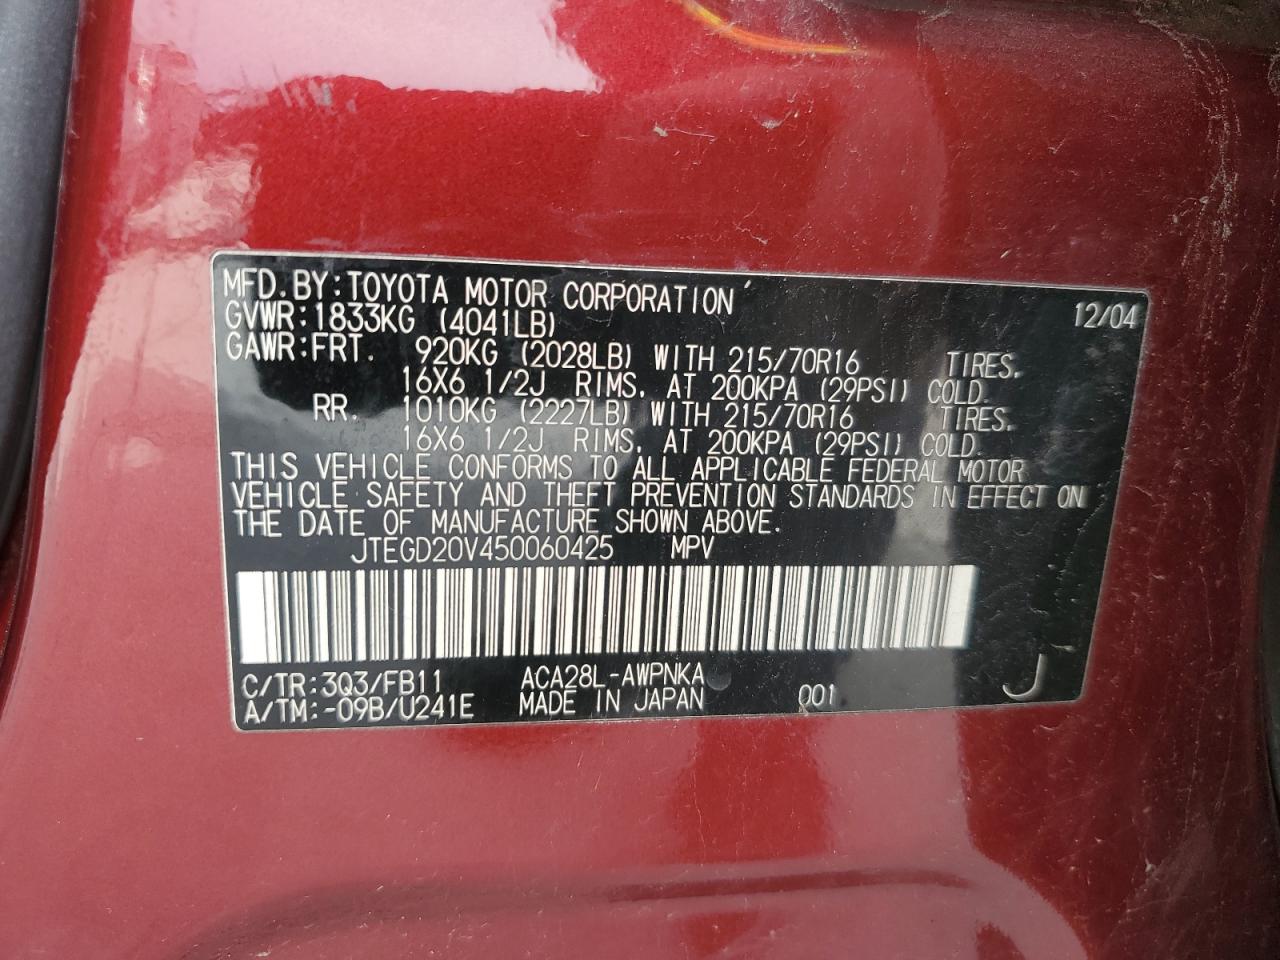 MFD.BY:TOYOTA MOTOR CORPORATION 12/04
GVWR:1833KG (4041LB)
GAWR:FRT. 920KG (2028LB) WITH 215/70R16 TIRES,
16X6 1/2J RIMS, AT 200KPA (29PSI) COLD.
RR. 1010KG (2227LB) WITH 215/70R16 TIRES,
16X6 1/2J RIMS, AT 200KPA (29PSI) COLD.
THIS VEHICLE CONFORMS TO ALL APPLICABLE FEDERAL MOTOR
VEHICLE SAFETY AND THEFT PREVENTION STANDARDS IN EFFECT ON
THE DATE OF MANUFACTURE SHOWN ABOVE.
JTEGD20V450060425 MPV
C/TR:3Q3/FB11 ACA28L-AWPNKA
A/TM:-09B/U241E MADE IN JAPAN 001 J